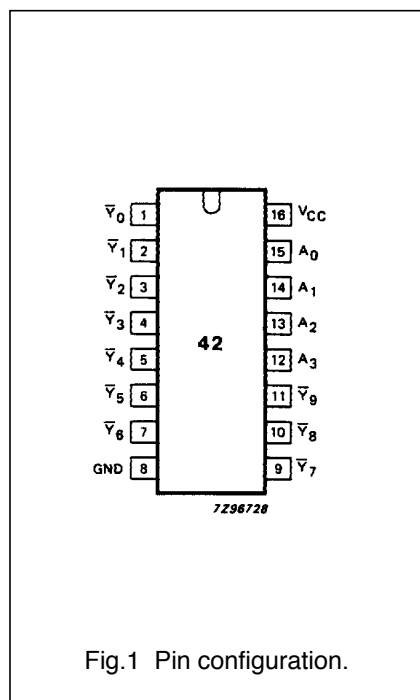 Y̅0 1 16 VCC
Y̅1 2 15 A0
Y̅2 3 14 A1
Y̅3 4 13 A2
42
Y̅4 5 12 A3
Y̅5 6 11 Y̅9
Y̅6 7 10 Y̅8
GND 8 9 Y̅7
7Z96728
Fig.1 Pin configuration.